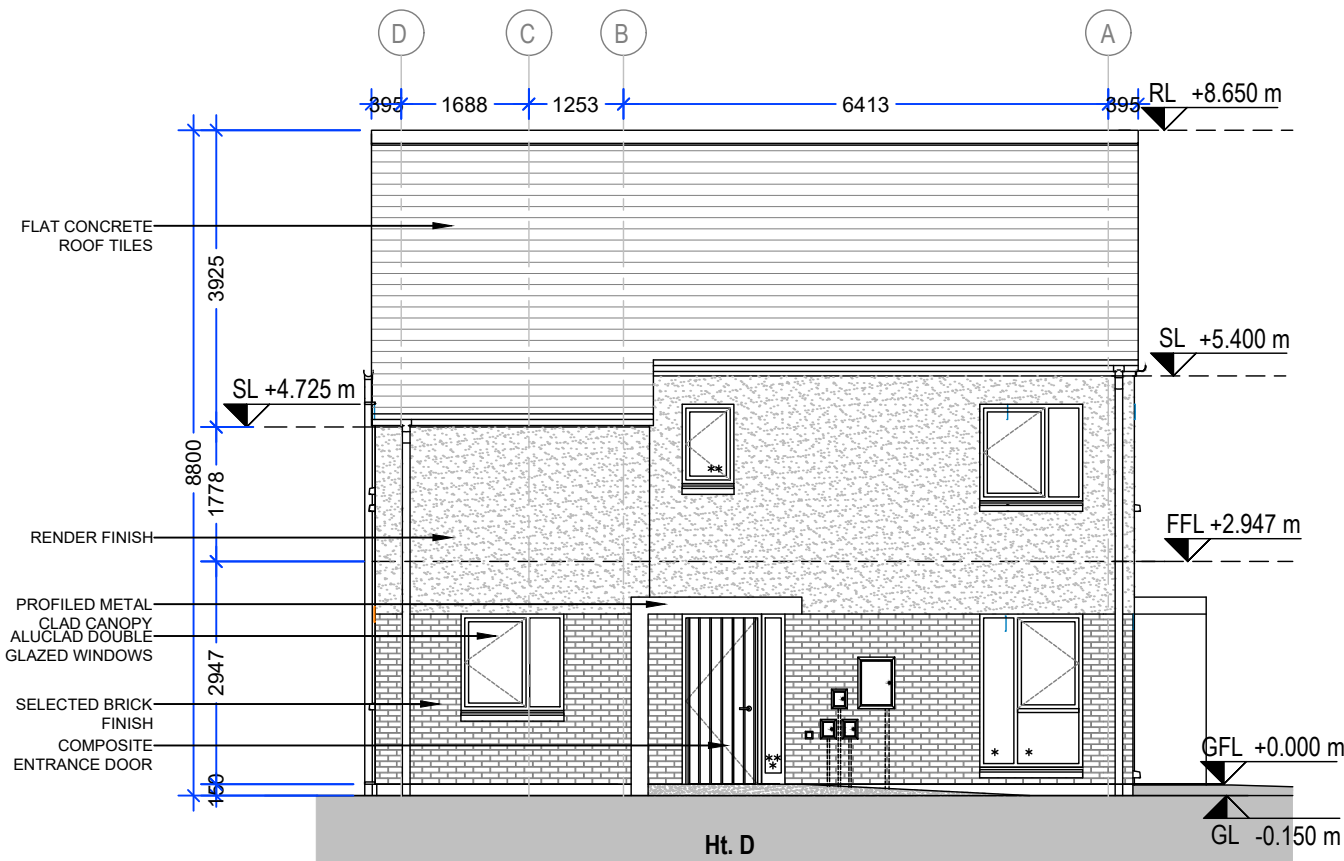 D
C
B
A
395
1688
1253
6413
395
RL +8.650 m
FLAT CONCRETE
ROOF TILES
3925
SL +5.400 m
SL +4.725 m
8800
1778
**
RENDER FINISH
FFL +2.947 m
PROFILED METAL
CLAD CANOPY
ALUCLAD DOUBLE
GLAZED WINDOWS
2947
SELECTED BRICK
FINISH
COMPOSITE
ENTRANCE DOOR
**
*
*
*
GFL +0.000 m
150
GL -0.150 m
Ht. D